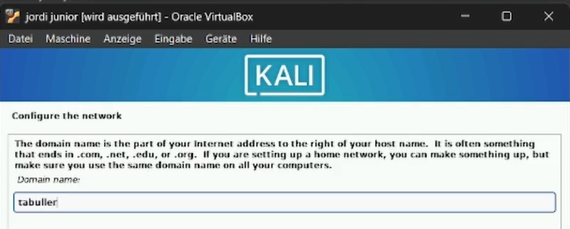 jordi junior [wird ausgeführt] - Oracle VirtualBox
Datei Maschine Anzeige Eingabe Geräte Hilfe
KALI
Configure the network
The domain name is the part of your Internet address to the right of your host name. It is often something
that ends in .com, .net, .edu, or .org. If you are setting up a home network, you can make something up, but
make sure you use the same domain name on all your computers.
Domain name:
tabuller